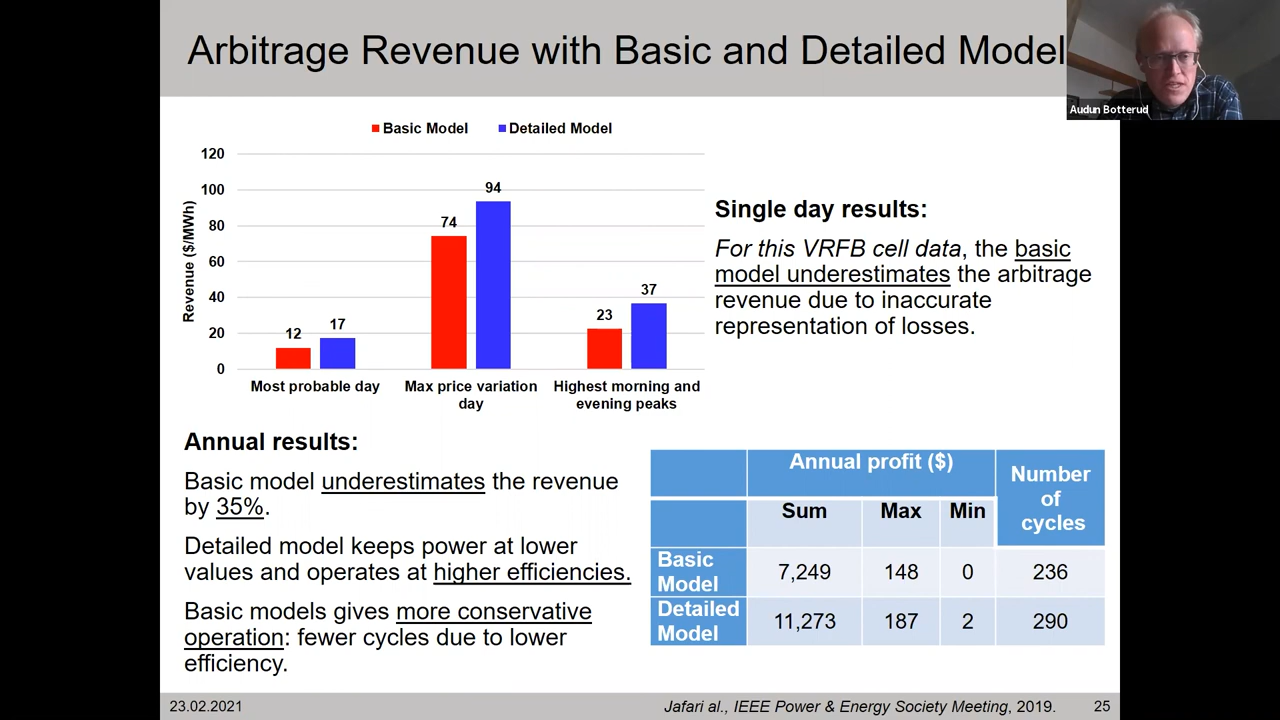 Arbitrage Revenue with Basic and Detailed Model
Audun Botterud
Basic Model
Detailed Model
Revenue ($/MWh)
120
100
80
60
40
20
0
12
17
74
94
23
37
Most probable day
Max price variation
day
Highest morning and
evening peaks
Single day results:
For this VRFB cell data, the basic
model underestimates the arbitrage
revenue due to inaccurate
representation of losses.
Annual results:
Basic model underestimates the revenue
by 35%.
Detailed model keeps power at lower
values and operates at higher efficiencies.
Basic models gives more conservative
operation: fewer cycles due to lower
efficiency.
Annual profit ($)
Number
of
cycles
Sum Max Min
Basic
Model
7,249 148 0 236
Detailed
Model
11,273 187 2 290
23.02.2021
Jafari al., IEEE Power & Energy Society Meeting, 2019.
25